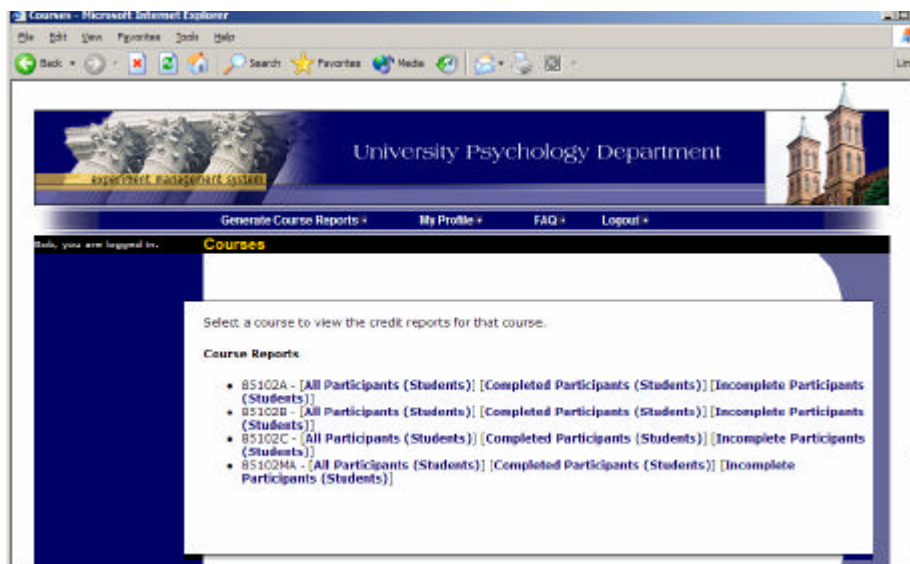 Courses - Microsoft Internet Explorer
File Edit View Favorites Tools Help
Back Search Favorites Media
University Psychology Department
experiment management system
Generate Course Reports My Profile FAQ Logout
Bob, you are logged in. Courses
Select a course to view the credit reports for that course.
Course Reports
• 85102A - [All Participants (Students)] [Completed Participants (Students)] [Incomplete Participants
(Students)]
• 85102B - [All Participants (Students)] [Completed Participants (Students)] [Incomplete Participants
(Students)]
• 85102C - [All Participants (Students)] [Completed Participants (Students)] [Incomplete Participants
(Students)]
• 85102MA - [All Participants (Students)] [Completed Participants (Students)] [Incomplete
Participants (Students)]